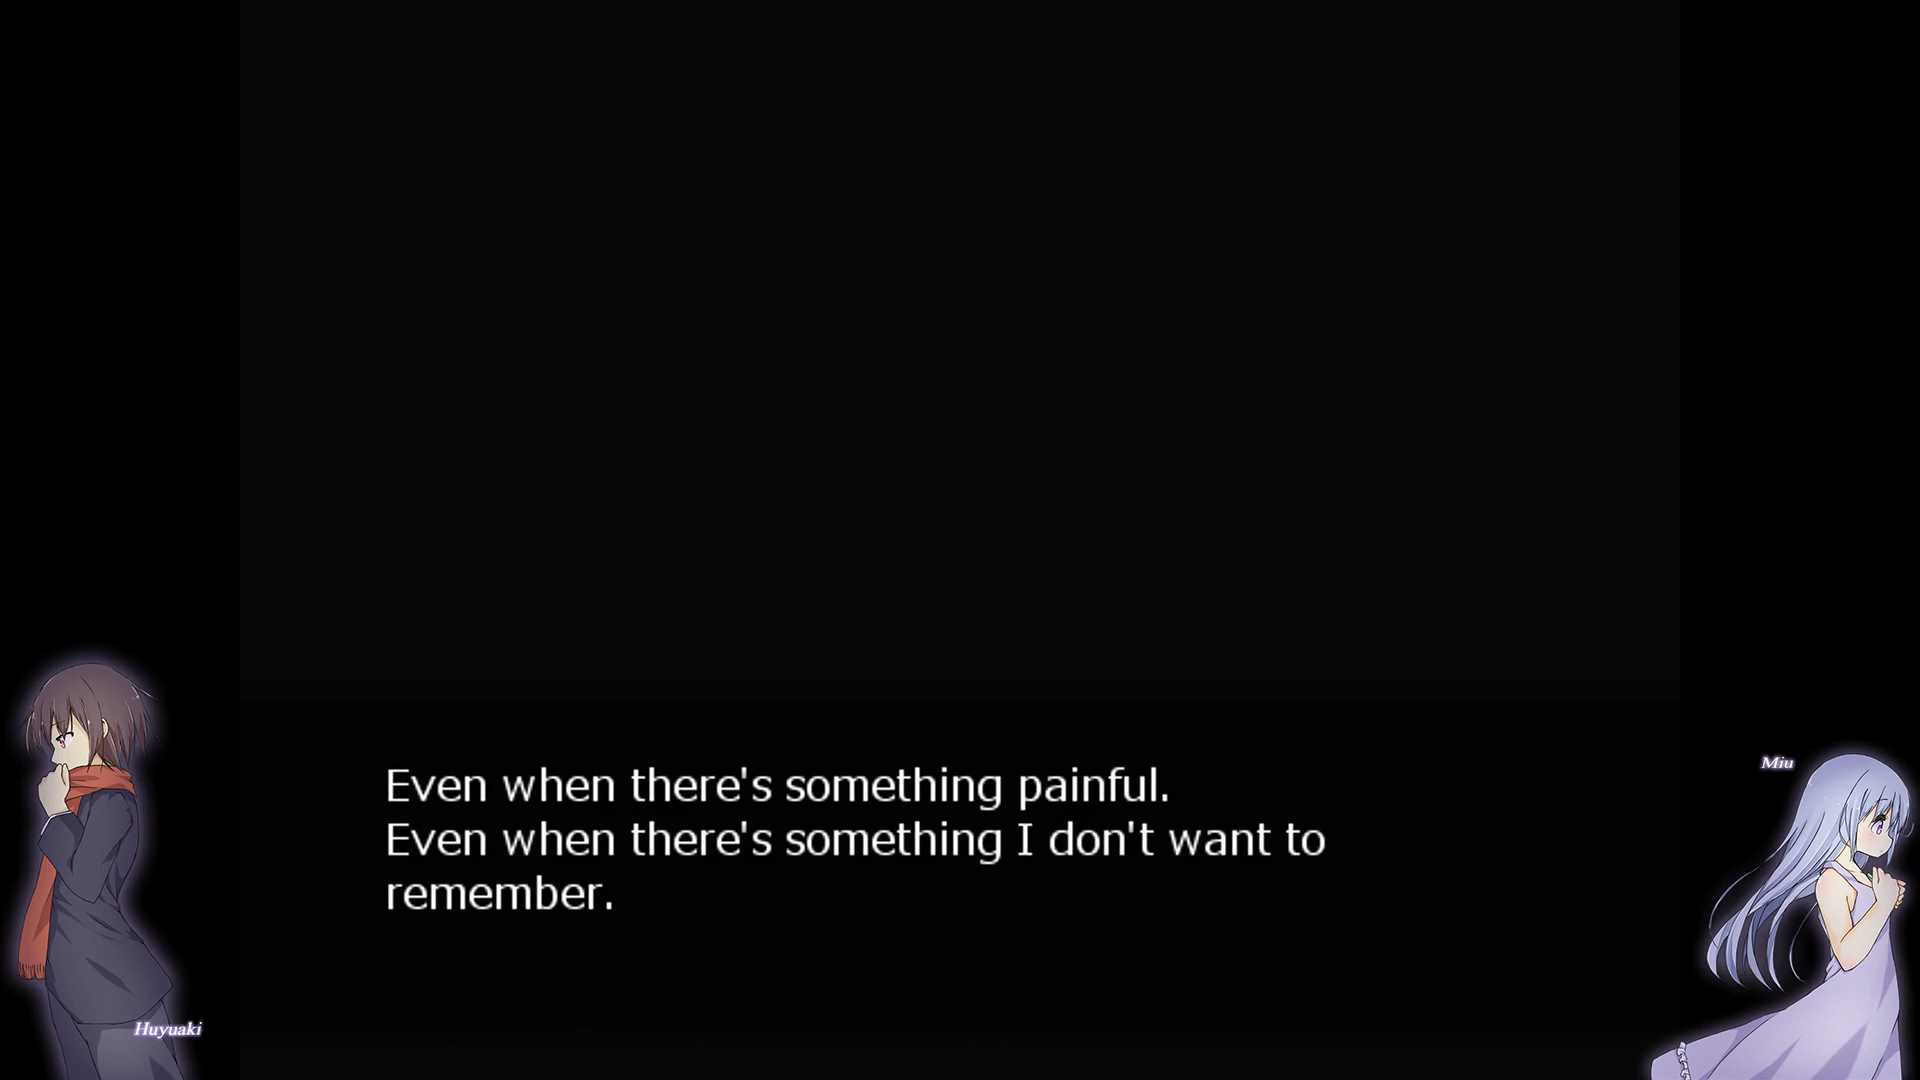 Even when there's something painful.
Even when there's something I don't want to
remember.
Miu
Huyuaki